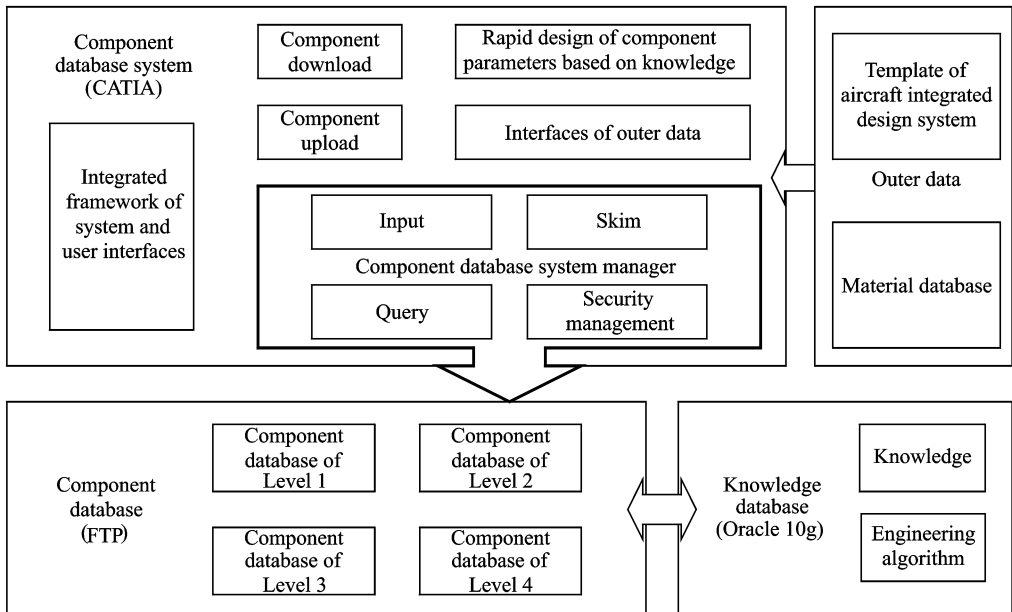 Component
database system
(CATIA)
Integrated
framework of
system and
user interfaces
Component
download
Rapid design of component
parameters based on knowledge
Component
upload
Interfaces of outer data
Input
Skim
Component database system manager
Query
Security
management
Template of
aircraft integrated
design system
Outer data
Material database
Component
database
(FTP)
Component
database of
Level 1
Component
database of
Level 2
Component
database of
Level 3
Component
database of
Level 4
Knowledge
database
(Oracle 10g)
Knowledge
Engineering
algorithm